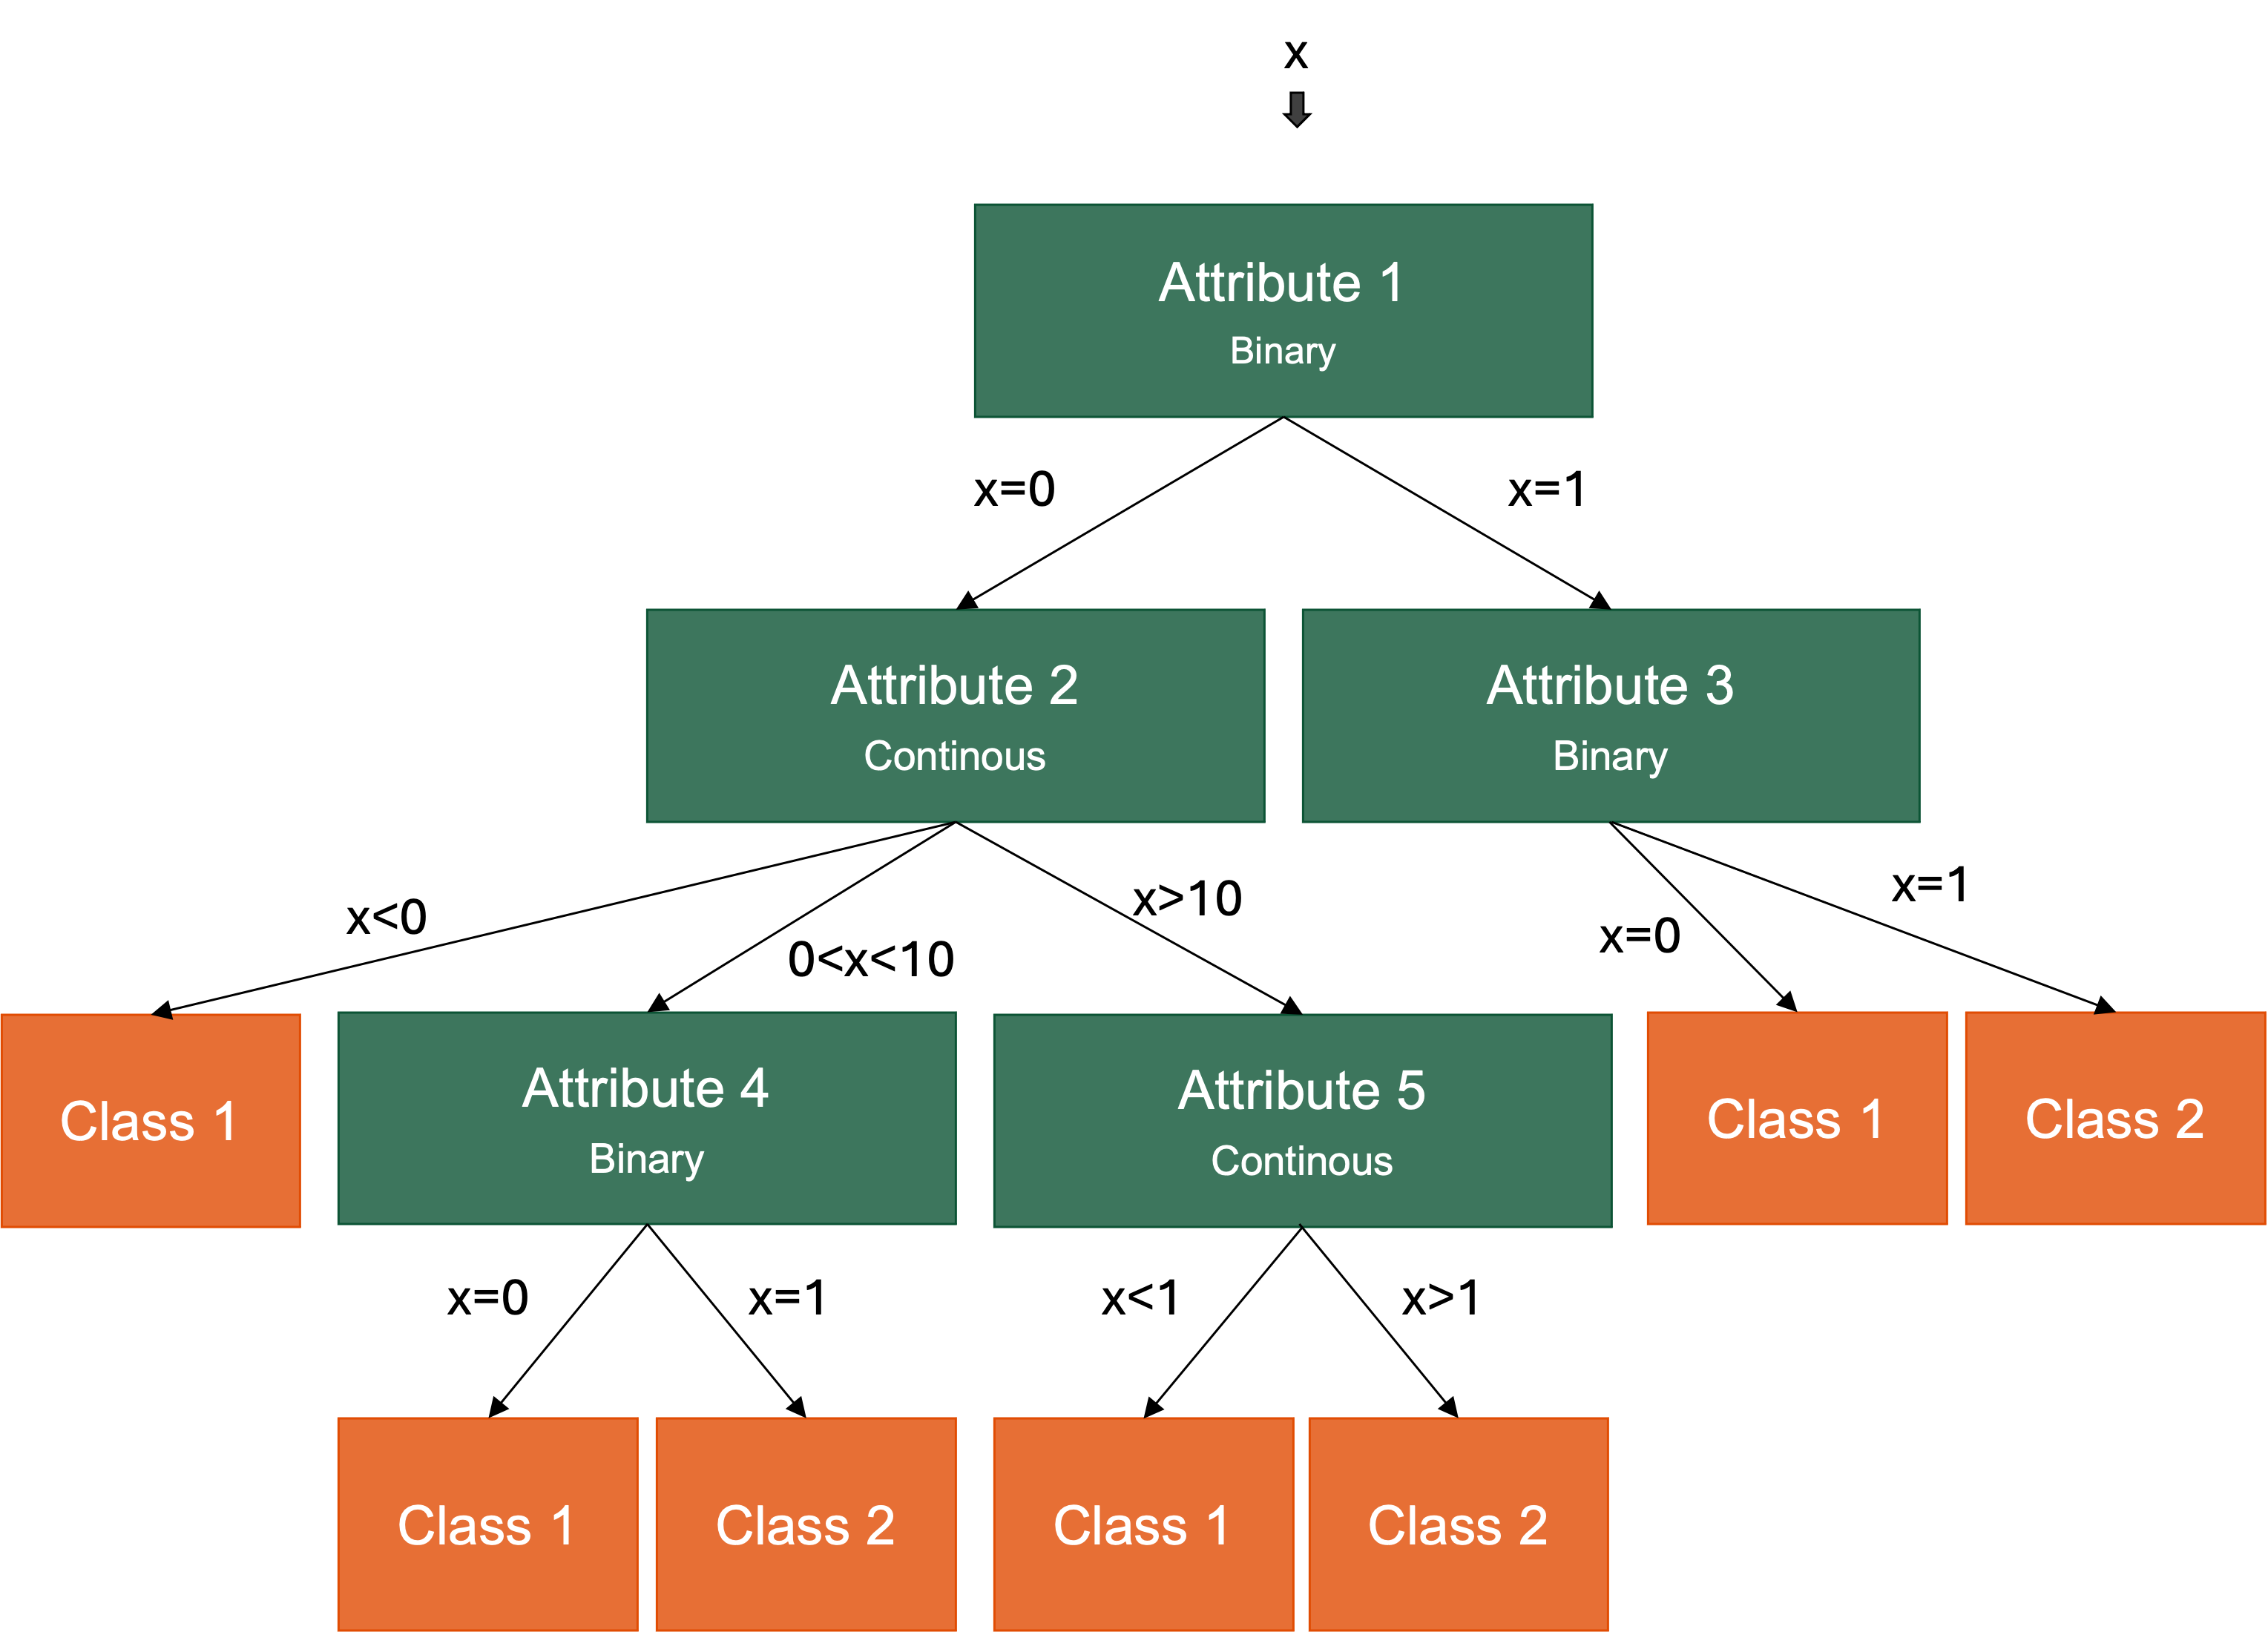 x
Attribute 1
Binary
x=0
x=1
Attribute 2
Continous
Attribute 3
Binary
x<0
0<x<10
x>10
x=0
x=1
Class 1
Attribute 4
Binary
Attribute 5
Continous
Class 1
Class 2
x=0
x=1
x<1
x>1
Class 1
Class 2
Class 1
Class 2